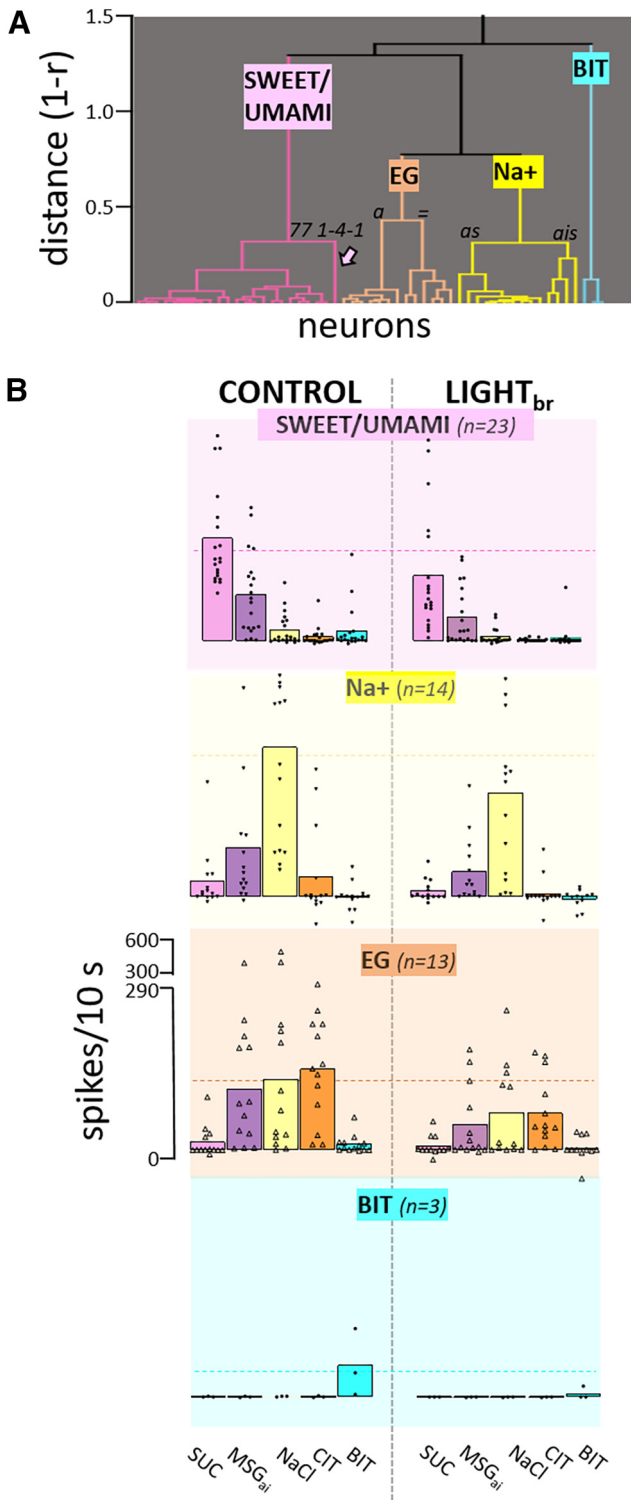 A
distance (1-r)
1.5
1.0
0.5
0
SWEET/
UMAMI
BIT
EG
Na+
77 1-4-1
a
=
as
ais
neurons
B
CONTROL
LIGHTbr
SWEET/UMAMI (n=23)
Na+ (n=14)
EG (n=13)
BIT (n=3)
spikes/10 s
600
300
290
0
SUC MSGai NaCl CIT BIT SUC MSGai NaCl CIT BIT